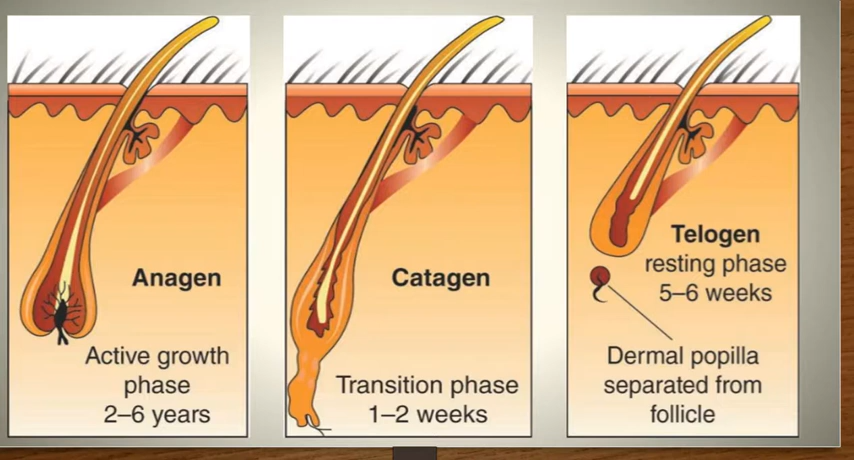 Anagen
Active growth
phase
2–6 years
Catagen
Transition phase
1–2 weeks
Telogen
resting phase
5–6 weeks
Dermal popilla
separated from
follicle